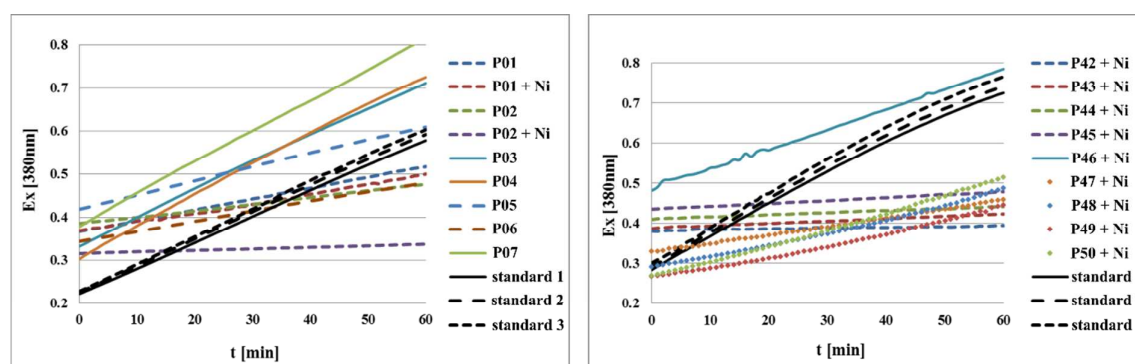 Ex [380nm]
0.8
0.7
0.6
0.5
0.4
0.3
0.2
0 10 20 30 40 50 60
t [min]
P01
P01 + Ni
P02
P02 + Ni
P03
P04
P05
P06
P07
standard 1
standard 2
standard 3
Ex [380nm]
0.8
0.7
0.6
0.5
0.4
0.3
0.2
0 10 20 30 40 50 60
t [min]
P42 + Ni
P43 + Ni
P44 + Ni
P45 + Ni
P46 + Ni
P47 + Ni
P48 + Ni
P49 + Ni
P50 + Ni
standard
standard
standard